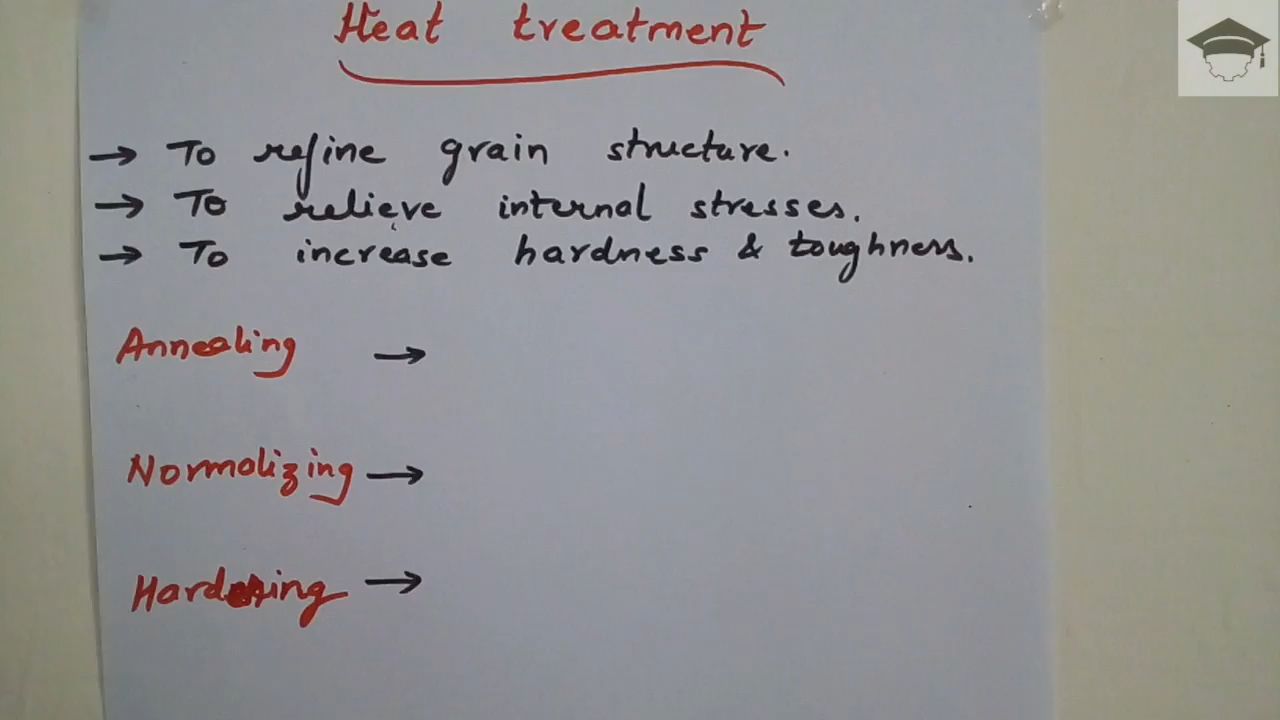 Heat treatment
→ To refine grain structure.
→ To relieve internal stresses.
→ To increase hardness & toughness.
Annealing →
Normalizing →
Hardening →